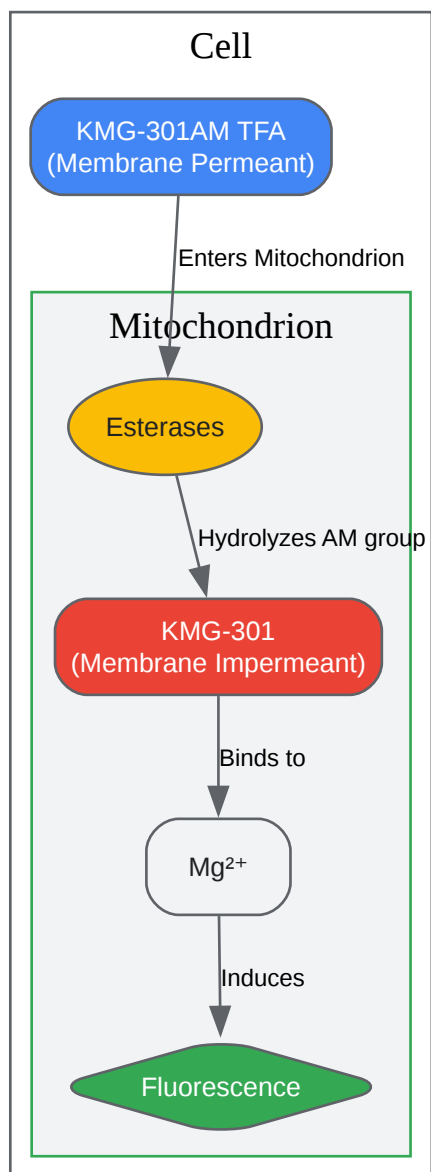 Cell
KMG-301AM TFA
(Membrane Permeant)
Enters Mitochondrion
Mitochondrion
Esterases
Hydrolyzes AM group
KMG-301
(Membrane Impermeant)
Binds to
Mg²⁺
Induces
Fluorescence